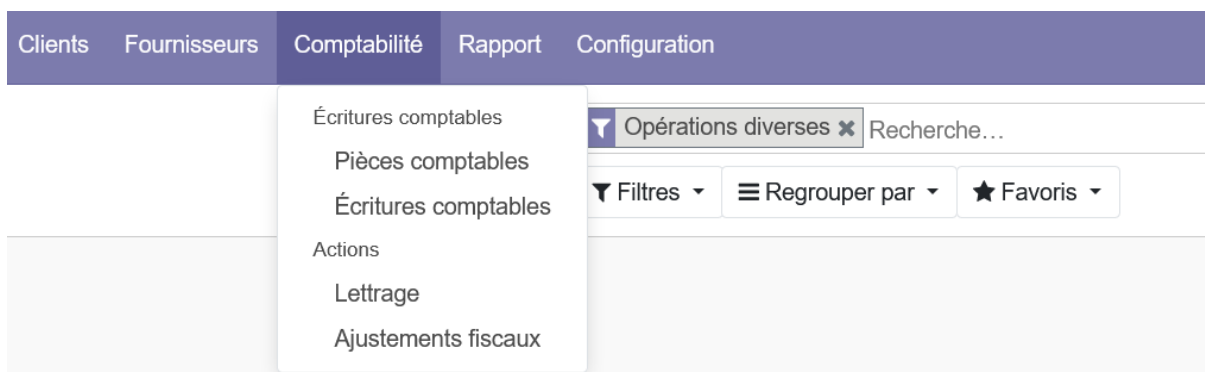 Clients Fournisseurs Comptabilité Rapport Configuration
Écritures comptables
Pièces comptables
Écritures comptables
Actions
Lettrage
Ajustements fiscaux
Opérations diverses Recherche...
Filtres Regrouper par Favoris